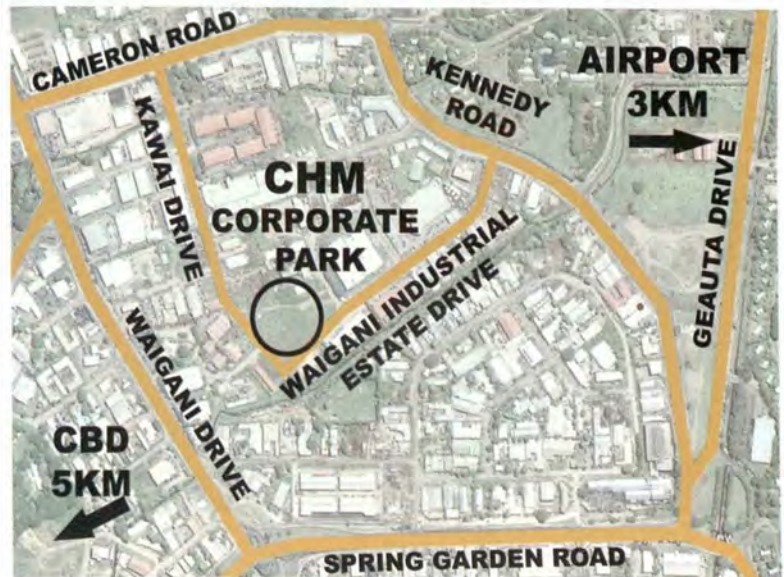 CAMERON ROAD
KENNEDY
ROAD
AIRPORT
3KM
KAWAI DRIVE
CHM
CORPORATE
PARK
GEAUTA DRIVE
WAIGANI INDUSTRIAL
ESTATE DRIVE
WAIGANI DRIVE
CBD
5KM
SPRING GARDEN ROAD